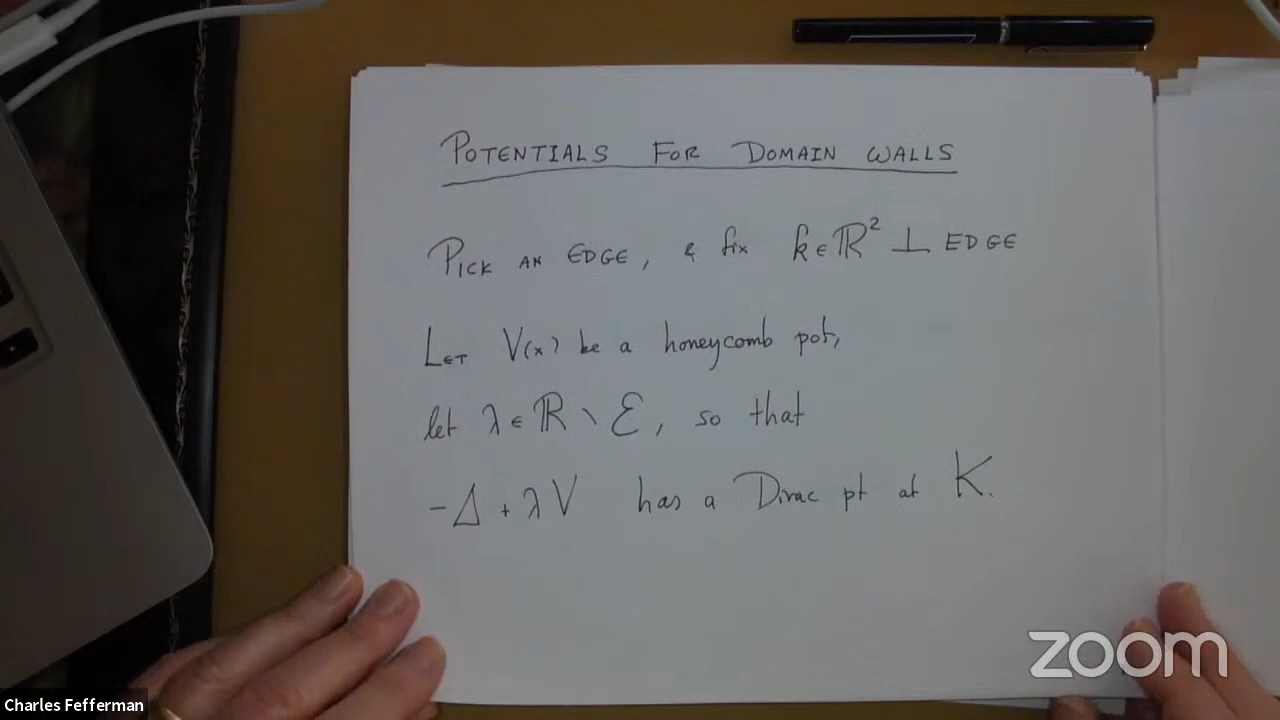 POTENTIALS FOR DOMAIN WALLS
PICK AN EDGE, & fix k ∈ ℝ² ⊥ EDGE
LET V(x) be a honeycomb pot,
let λ ∈ ℝ \ ℰ, so that
-Δ + λV has a Dirac pt at K.
zoom
Charles Fefferman